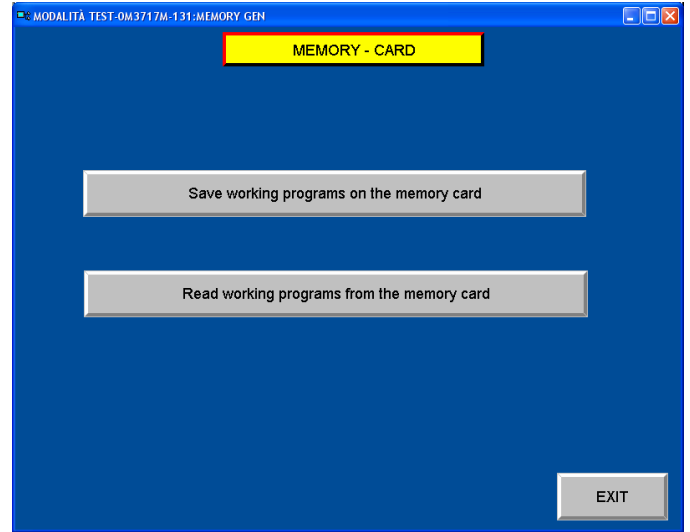 MODALITÀ TEST-0M3717M-131:MEMORY GEN
MEMORY - CARD
Save working programs on the memory card
Read working programs from the memory card
EXIT